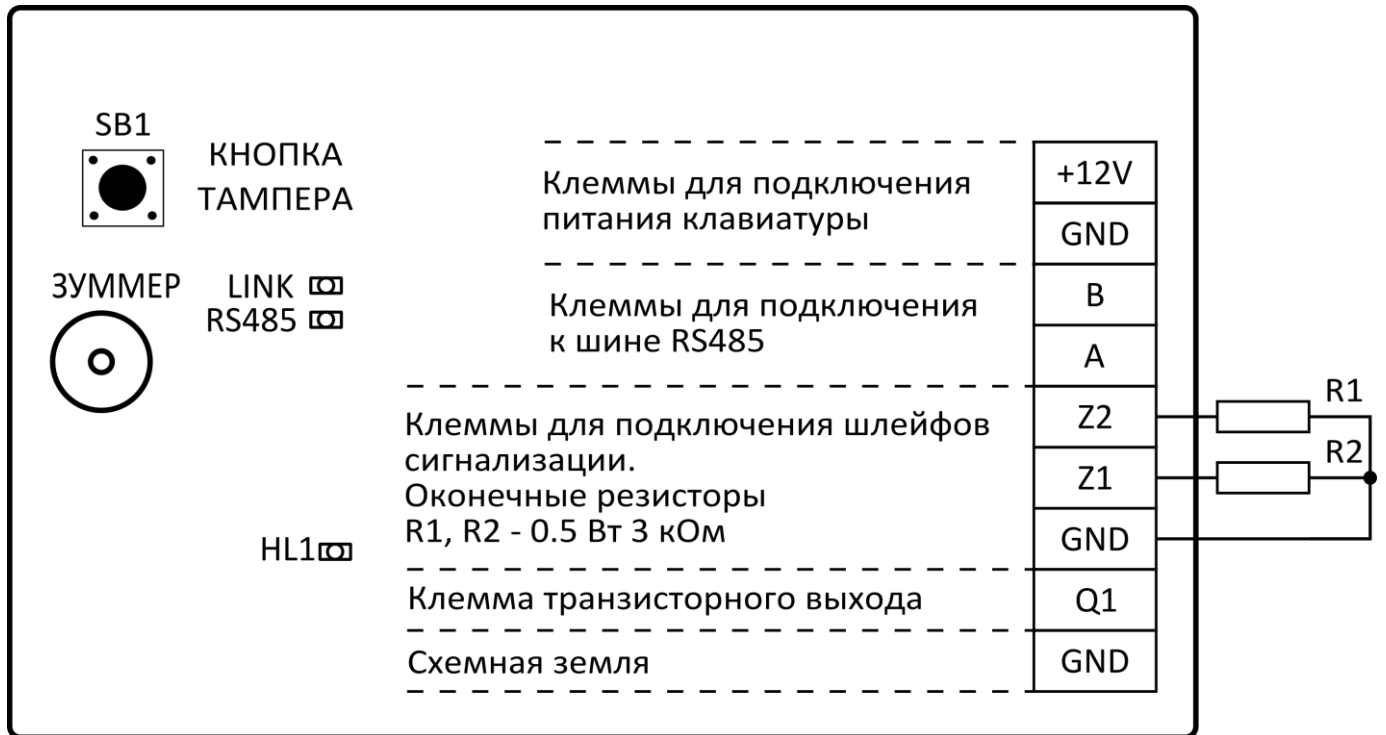 SB1
КНОПКА
ТАМПЕРА
ЗУММЕР
LINK
RS485
HL1
Клеммы для подключения
питания клавиатуры
Клеммы для подключения
к шине RS485
Клеммы для подключения шлейфов
сигнализации.
Оконечные резисторы
R1, R2 - 0.5 Вт 3 кОм
Клемма транзисторного выхода
Схемная земля
+12V
GND
B
A
Z2
Z1
GND
Q1
GND
R1
R2